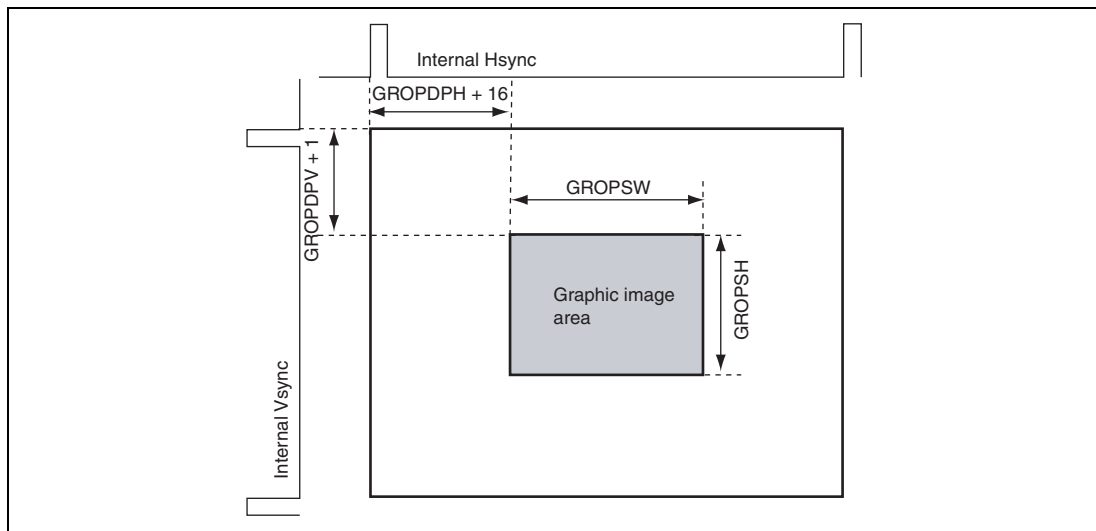 Internal Hsync
GROPDPH + 16
GROPDPV + 1
GROPSW
GROPSH
Graphic image
area
Internal Vsync